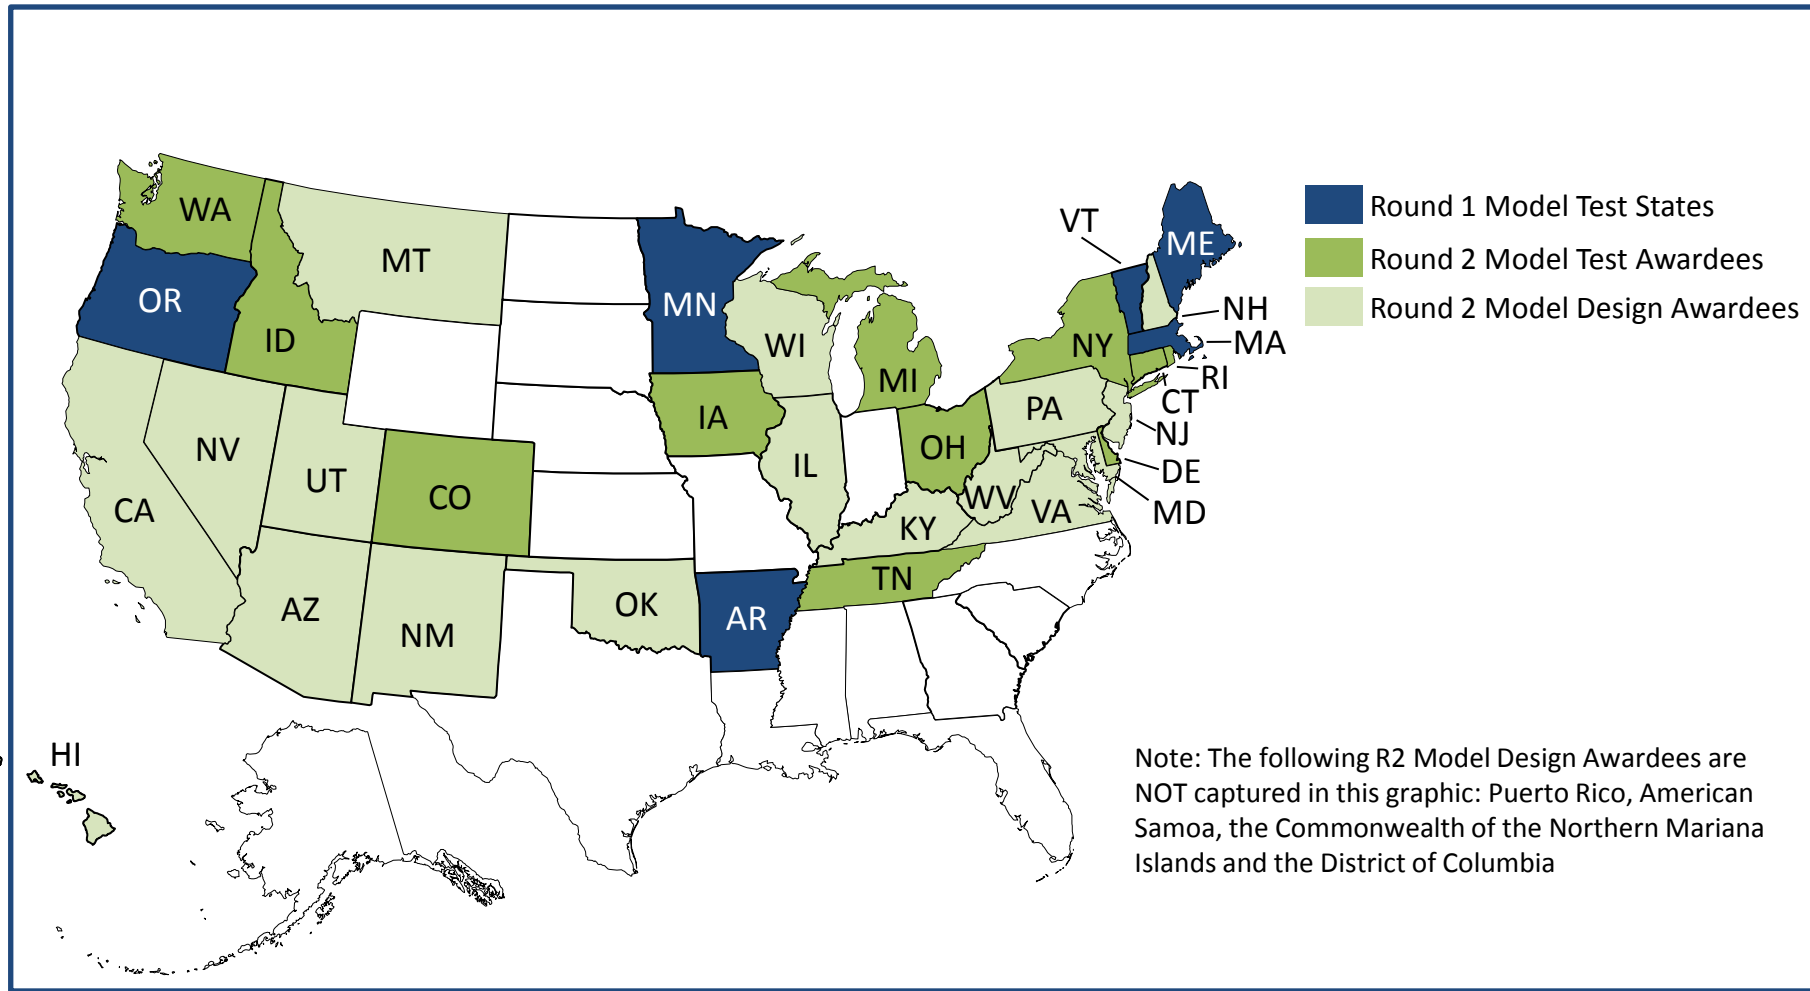 WA
MT
OR
ID
MN
WI
MI
NY
VT
ME
NH
MA
RI
CT
NJ
DE
MD
PA
IA
OH
IL
NV
UT
CO
CA
WV
VA
KY
TN
AZ
NM
OK
AR
HI
Round 1 Model Test States
Round 2 Model Test Awardees
Round 2 Model Design Awardees
Note: The following R2 Model Design Awardees are
NOT captured in this graphic: Puerto Rico, American
Samoa, the Commonwealth of the Northern Mariana
Islands and the District of Columbia